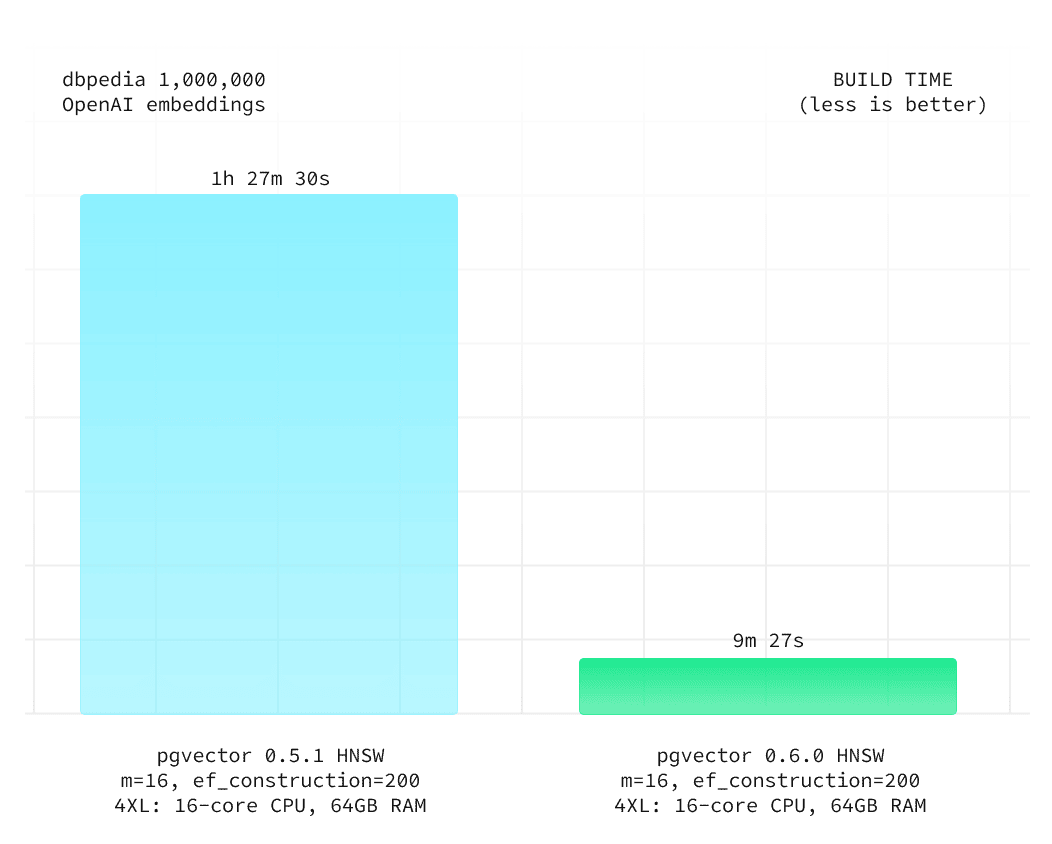 dbpedia 1,000,000
OpenAI embeddings
BUILD TIME
(less is better)
1h 27m 30s
9m 27s
pgvector 0.5.1 HNSW
m=16, ef_construction=200
4XL: 16-core CPU, 64GB RAM
pgvector 0.6.0 HNSW
m=16, ef_construction=200
4XL: 16-core CPU, 64GB RAM